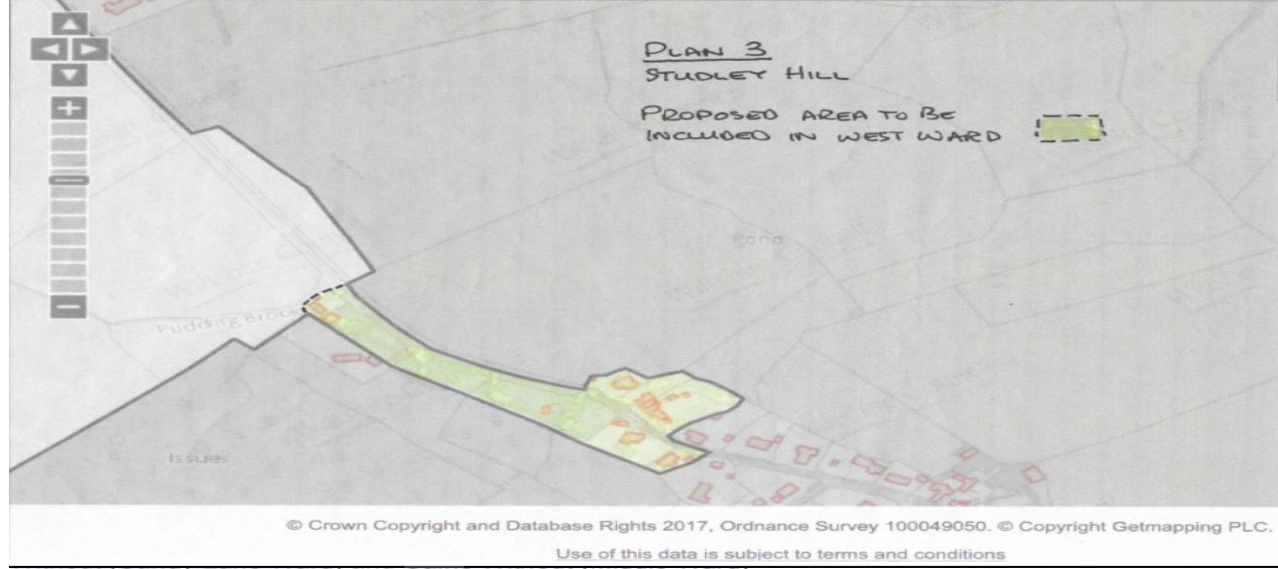 PLAN 3
STUDLEY HILL
PROPOSED AREA TO BE
INCLUDED IN WEST WARD
Pond
Pudding Brook
Issues
© Crown Copyright and Database Rights 2017, Ordnance Survey 100049050. © Copyright Getmapping PLC.
Use of this data is subject to terms and conditions